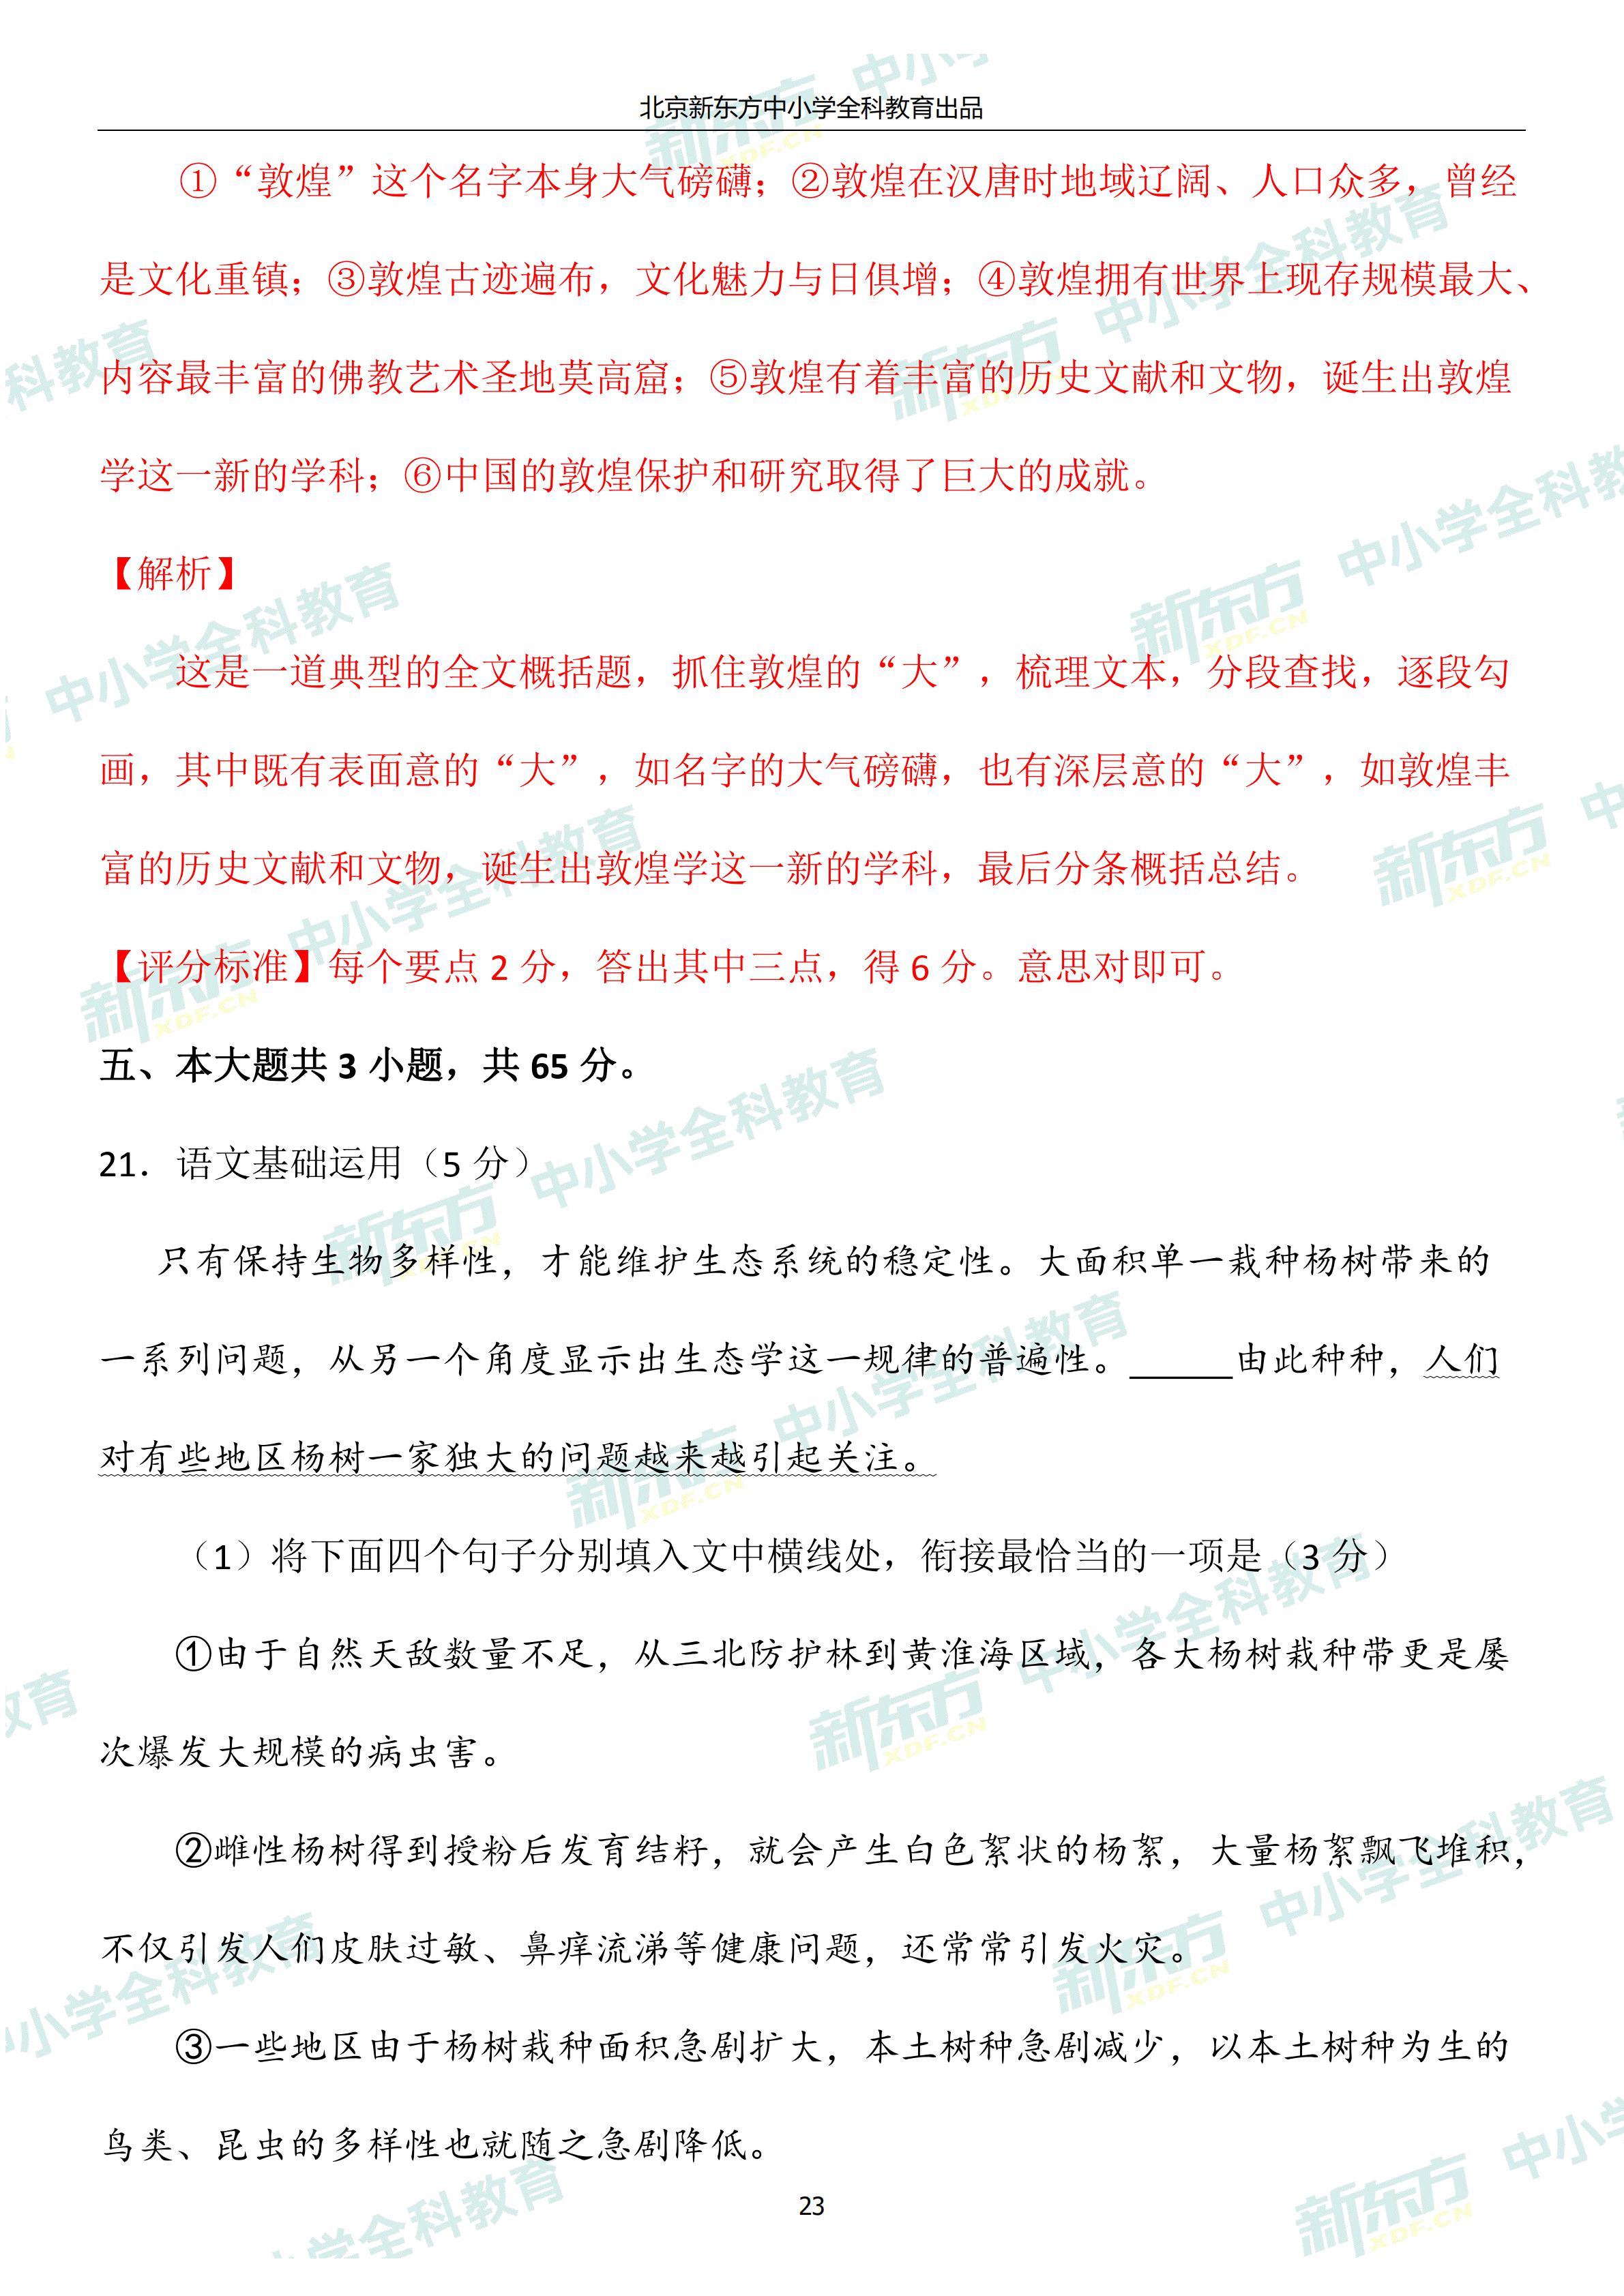 北京新东方中小学全科教育出品
①“敦煌”这个名字本身大气磅礴；②敦煌在汉唐时地域辽阔、人口众多，曾经
是文化重镇；③敦煌古迹遍布，文化魅力与日俱增；④敦煌拥有世界上现存规模最大、
内容最丰富的佛教艺术圣地莫高窟；⑤敦煌有着丰富的历史文献和文物，诞生出敦煌
学这一新的学科；⑥中国的敦煌保护和研究取得了巨大的成就。
【解析】
这是一道典型的全文概括题，抓住敦煌的“大”，梳理文本，分段查找，逐段勾
画，其中既有表面意的“大”，如名字的大气磅礴，也有深层意的“大”，如敦煌丰
富的历史文献和文物，诞生出敦煌学这一新的学科，最后分条概括总结。
【评分标准】每个要点 2 分，答出其中三点，得 6 分。意思对即可。
五、本大题共 3 小题，共 65 分。
21．语文基础运用（5 分）
只有保持生物多样性，才能维护生态系统的稳定性。大面积单一栽种杨树带来的
一系列问题，从另一个角度显示出生态学这一规律的普遍性。______由此种种，人们
对有些地区杨树一家独大的问题越来越引起关注。
（1）将下面四个句子分别填入文中横线处，衔接最恰当的一项是（3 分）
①由于自然天敌数量不足，从三北防护林到黄淮海区域，各大杨树栽种带更是屡
次爆发大规模的病虫害。
②雌性杨树得到授粉后发育结籽，就会产生白色絮状的杨絮，大量杨絮飘飞堆积，
不仅引发人们皮肤过敏、鼻痒流涕等健康问题，还常常引发火灾。
③一些地区由于杨树栽种面积急剧扩大，本土树种急剧减少，以本土树种为生的
鸟类、昆虫的多样性也就随之急剧降低。
23